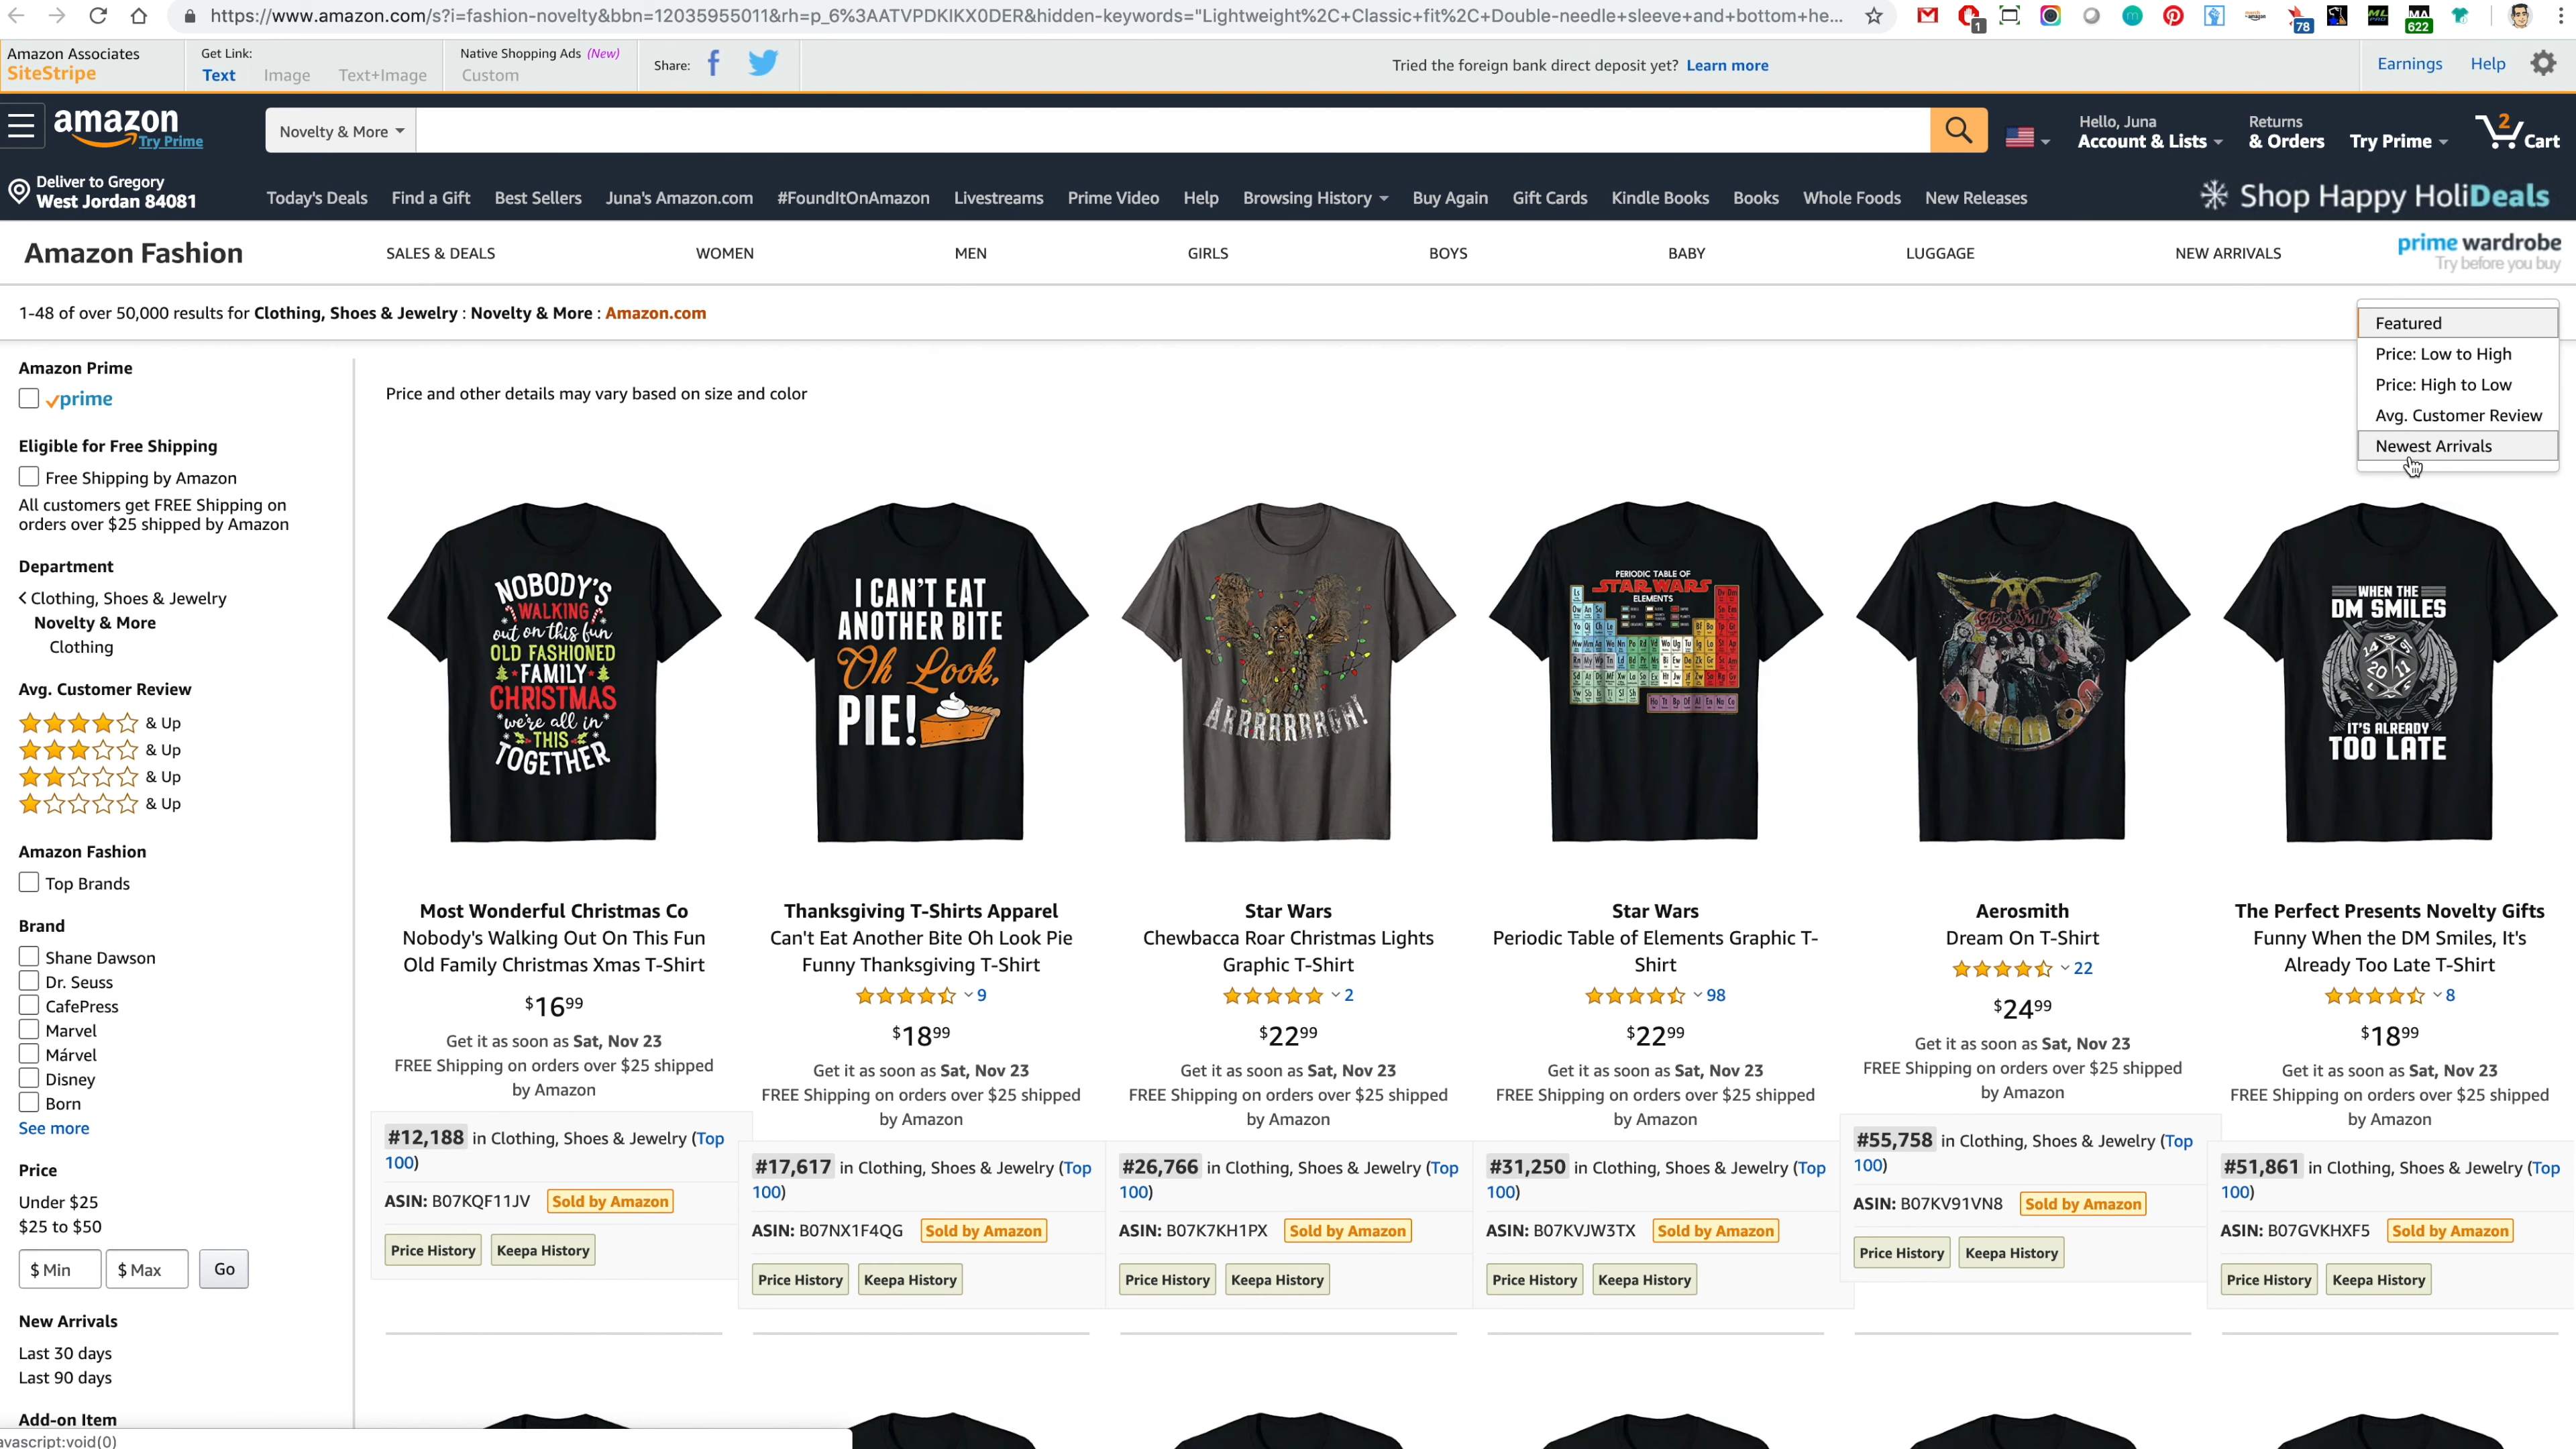 https://www.amazon.com/s?i=fashion-novelty&bbn=12035955011&rh=p_6%3AATVPDKIKX0DER&hidden-keywords="Lightweight%2C+Classic+fit%2C+Double-needle+sleeve+and+bottom+he...
1
78
622
Amazon Associates
SiteStripe
Get Link:
Text Image Text+Image
Native Shopping Ads (New)
Custom
Share:
Tried the foreign bank direct deposit yet? Learn more
Earnings Help
amazon
Try Prime
Novelty & More
Hello, Juna
Account & Lists
Returns
& Orders
Try Prime
2
Cart
Deliver to Gregory
West Jordan 84081
Today's Deals Find a Gift Best Sellers Juna's Amazon.com #FoundItOnAmazon Livestreams Prime Video Help Browsing History Buy Again Gift Cards Kindle Books Books Whole Foods New Releases
Shop Happy HoliDeals
Amazon Fashion
SALES & DEALS WOMEN MEN GIRLS BOYS BABY LUGGAGE NEW ARRIVALS
prime wardrobe
Try before you buy
1-48 of over 50,000 results for Clothing, Shoes & Jewelry : Novelty & More : Amazon.com
Featured
Price: Low to High
Price: High to Low
Avg. Customer Review
Newest Arrivals
Amazon Prime
prime
Eligible for Free Shipping
Free Shipping by Amazon
All customers get FREE Shipping on
orders over $25 shipped by Amazon
Department
Clothing, Shoes & Jewelry
Novelty & More
Clothing
Avg. Customer Review
& Up
& Up
& Up
& Up
Amazon Fashion
Top Brands
Brand
Shane Dawson
Dr. Seuss
CafePress
Marvel
Márvel
Disney
Born
See more
Price
Under $25
$25 to $50
$ Min $ Max Go
New Arrivals
Last 30 days
Last 90 days
Add-on Item
avascript:void(0)
Price and other details may vary based on size and color
NOBODY'S
WALKING
out on this fun
OLD FASHIONED
FAMILY
CHRISTMAS
we're all in
THIS
TOGETHER
Most Wonderful Christmas Co
Nobody's Walking Out On This Fun
Old Family Christmas Xmas T-Shirt
$16.99
Get it as soon as Sat, Nov 23
FREE Shipping on orders over $25 shipped
by Amazon
#12,188 in Clothing, Shoes & Jewelry (Top
100)
ASIN: B07KQF11JV Sold by Amazon
Price History Keepa History
I CAN'T EAT
ANOTHER BITE
Oh Look,
PIE!
Thanksgiving T-Shirts Apparel
Can't Eat Another Bite Oh Look Pie
Funny Thanksgiving T-Shirt
9
$18.99
Get it as soon as Sat, Nov 23
FREE Shipping on orders over $25 shipped
by Amazon
#17,617 in Clothing, Shoes & Jewelry (Top
100)
ASIN: B07NX1F4QG Sold by Amazon
Price History Keepa History
ARRRRRRGH!
Star Wars
Chewbacca Roar Christmas Lights
Graphic T-Shirt
2
$22.99
Get it as soon as Sat, Nov 23
FREE Shipping on orders over $25 shipped
by Amazon
#26,766 in Clothing, Shoes & Jewelry (Top
100)
ASIN: B07K7KH1PX Sold by Amazon
Price History Keepa History
PERIODIC TABLE OF
STAR WARS
ELEMENTS
Star Wars
Periodic Table of Elements Graphic T-
Shirt
98
$22.99
Get it as soon as Sat, Nov 23
FREE Shipping on orders over $25 shipped
by Amazon
#31,250 in Clothing, Shoes & Jewelry (Top
100)
ASIN: B07KVJW3TX Sold by Amazon
Price History Keepa History
AEROSMITH
DREAM ON
Aerosmith
Dream On T-Shirt
22
$24.99
Get it as soon as Sat, Nov 23
FREE Shipping on orders over $25 shipped
by Amazon
#55,758 in Clothing, Shoes & Jewelry (Top
100)
ASIN: B07KV91VN8 Sold by Amazon
Price History Keepa History
WHEN THE
DM SMILES
20
11
IT'S ALREADY
TOO LATE
The Perfect Presents Novelty Gifts
Funny When the DM Smiles, It's
Already Too Late T-Shirt
8
$18.99
Get it as soon as Sat, Nov 23
FREE Shipping on orders over $25 shipped
by Amazon
#51,861 in Clothing, Shoes & Jewelry (Top
100)
ASIN: B07GVKHXF5 Sold by Amazon
Price History Keepa History